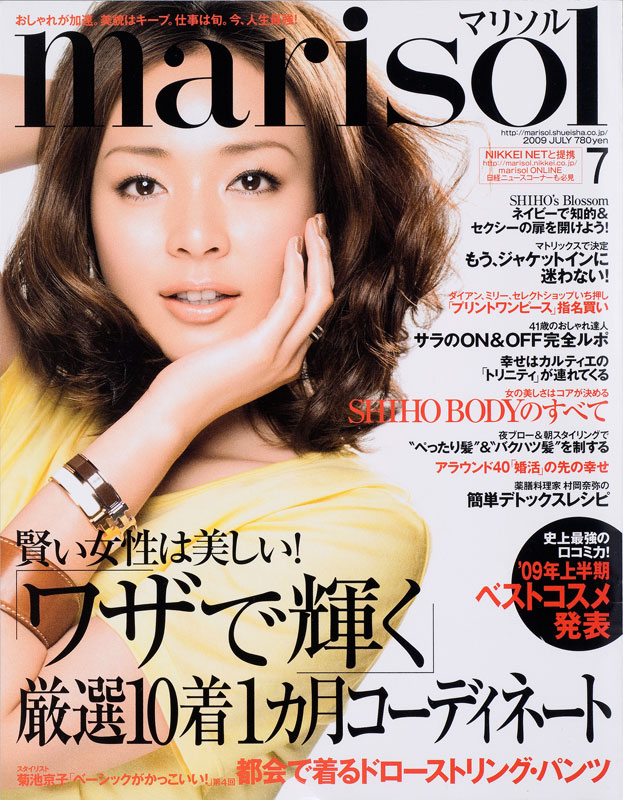 おしゃれが加速。美貌はキープ。仕事は旬。今、人生最強!
marisol
マリソル
http://marisol.shueisha.co.jp/
2009 JULY 780yen
7
NIKKEI NETと提携
http://marisol.nikkei.co.jp/
marisol ONLINE
日経ニュースコーナーも必見
SHIHO's Blossom
ネイビーで知的&
セクシーの扉を開けよう!
マトリックスで決定
もう、ジャケットインに
迷わない!
ダイアン、ミリー、セレクトショップいち押し
「プリントワンピース」指名買い
41歳のおしゃれ達人
サラのON&OFF完全ルポ
幸せはカルティエの
「トリニティ」が連れてくる
女の美しさはコアが決める
SHIHO BODYのすべて
夜ブロー&朝スタイリングで
“ぺったり髪”&“バクハツ髪”を制する
アラウンド40「婚活」の先の幸せ
薬膳料理家 村岡奈弥の
簡単デトックスレシピ
史上最強の
口コミ力!
'09年上半期
ベストコスメ
発表
賢い女性は美しい!
「ワザで輝く」
厳選10着1カ月コーディネート
スタイリスト
菊池京子「ベーシックがかっこいい!」第4回
都会で着るドローストリング・パンツ